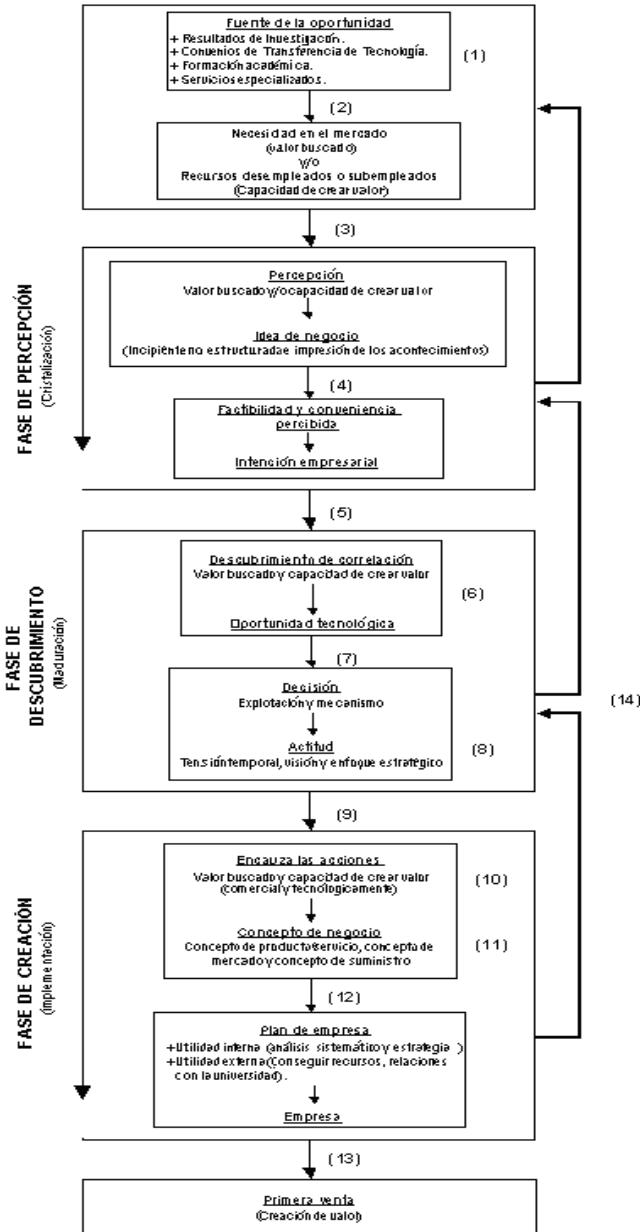 Fuente de la oportunidad
+ Resultados de Investigación.
+ Convenios de Transferencia de Tecnología.
+ Formación académica.
+ Servicios especializados.
(1)
(2)
Necesidad en el mercado
(valor buscado)
y/o
Recursos desempleados o subempleados
(Capacidad de crear valor)
(3)
FASE DE PERCEPCIÓN
(Cristalización)
Percepción
Valor buscado y/o capacidad de crear valor
Idea de negocio
(Incipiente no estructurada e impresión de los acontecimientos)
(4)
Factibilidad y conveniencia
percibida
Intención empresarial
(5)
FASE DE
DESCUBRIMIENTO
(Maduración)
Descubrimiento de correlación
Valor buscado y capacidad de crear valor
(6)
Oportunidad tecnológica
(7)
Decisión
Explotación y mecanismo
(14)
Actitud
Tensión temporal, visión y enfoque estratégico
(8)
(9)
FASE DE CREACIÓN
(Implementación)
Encauza las acciones
Valor buscado y capacidad de crear valor
(comercial y tecnológicamente)
(10)
Concepto de negocio
Concepto de producto/servicio, concepto de
mercado y concepto de suministro
(11)
(12)
Plan de empresa
+Utilidad interna (análisis sistemático y estrategia )
+Utilidad externa (Conseguir recursos, relaciones
con la universidad).
Empresa
(13)
Primera venta
(Creación de valor)